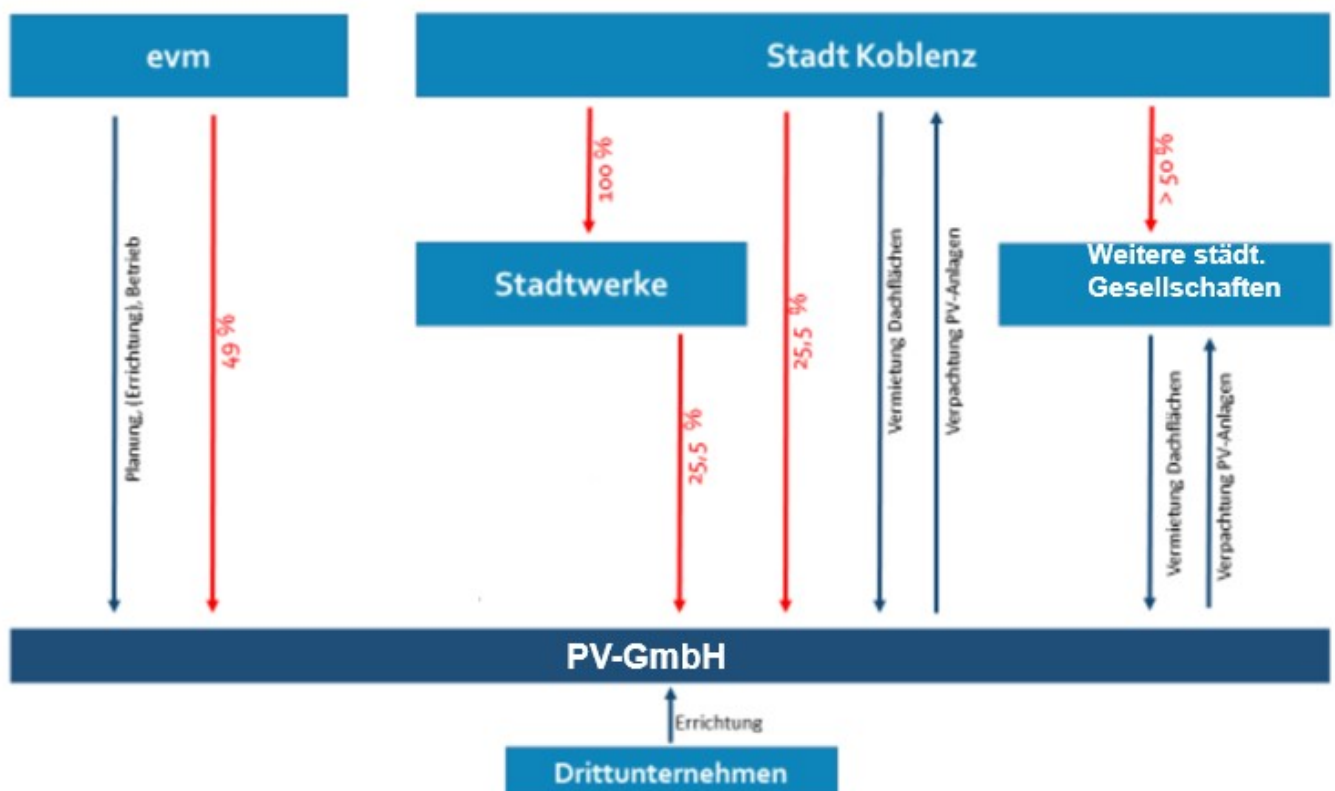 evm
Stadt Koblenz
Planung, (Errichtung), Betrieb
49 %
100 %
25,5 %
Vermietung Dachflächen
Verpachtung PV-Anlagen
> 50 %
Stadtwerke
Weitere städt.
Gesellschaften
25,5 %
Vermietung Dachflächen
Verpachtung PV-Anlagen
PV-GmbH
Errichtung
Drittunternehmen